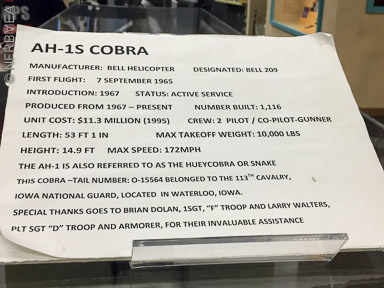 AH-1S COBRA
MANUFACTURER: BELL HELICOPTER DESIGNATED: BELL 209
FIRST FLIGHT: 7 SEPTEMBER 1965
INTRODUCTION: 1967 STATUS: ACTIVE SERVICE
PRODUCED FROM 1967 – PRESENT NUMBER BUILT: 1,116
UNIT COST: $11.3 MILLION (1995) CREW: 2 PILOT / CO-PILOT-GUNNER
LENGTH: 53 FT 1 IN MAX TAKEOFF WEIGHT: 10,000 LBS
HEIGHT: 14.9 FT MAX SPEED: 172MPH
THE AH-1 IS ALSO REFERRED TO AS THE HUEYCOBRA OR SNAKE
THIS COBRA –TAIL NUMBER: O-15564 BELONGED TO THE 113TH CAVALRY,
IOWA NATIONAL GUARD, LOCATED IN WATERLOO, IOWA.
SPECIAL THANKS GOES TO BRIAN DOLAN, 1SGT, "F" TROOP AND LARRY WALTERS,
PLT SGT "D" TROOP AND ARMORER, FOR THEIR INVALUABLE ASSISTANCE
© NERBMEA